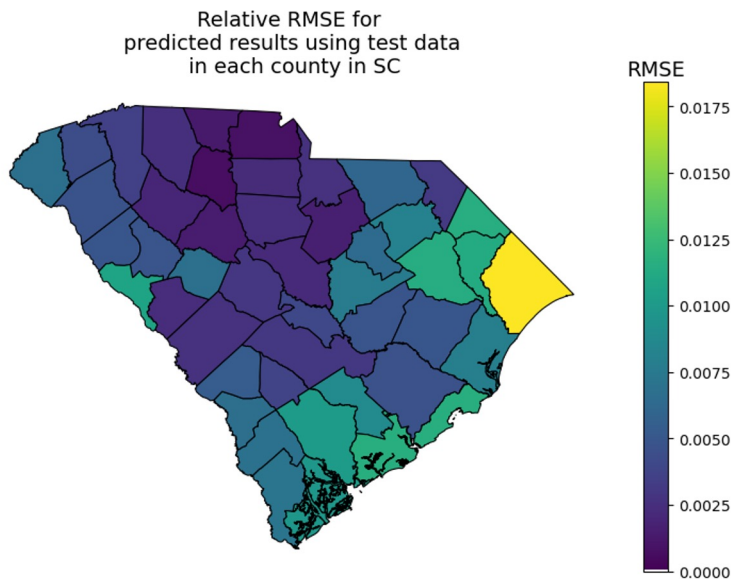 Relative RMSE for
predicted results using test data
in each county in SC
RMSE
0.0175
0.0150
0.0125
0.0100
0.0075
0.0050
0.0025
0.0000